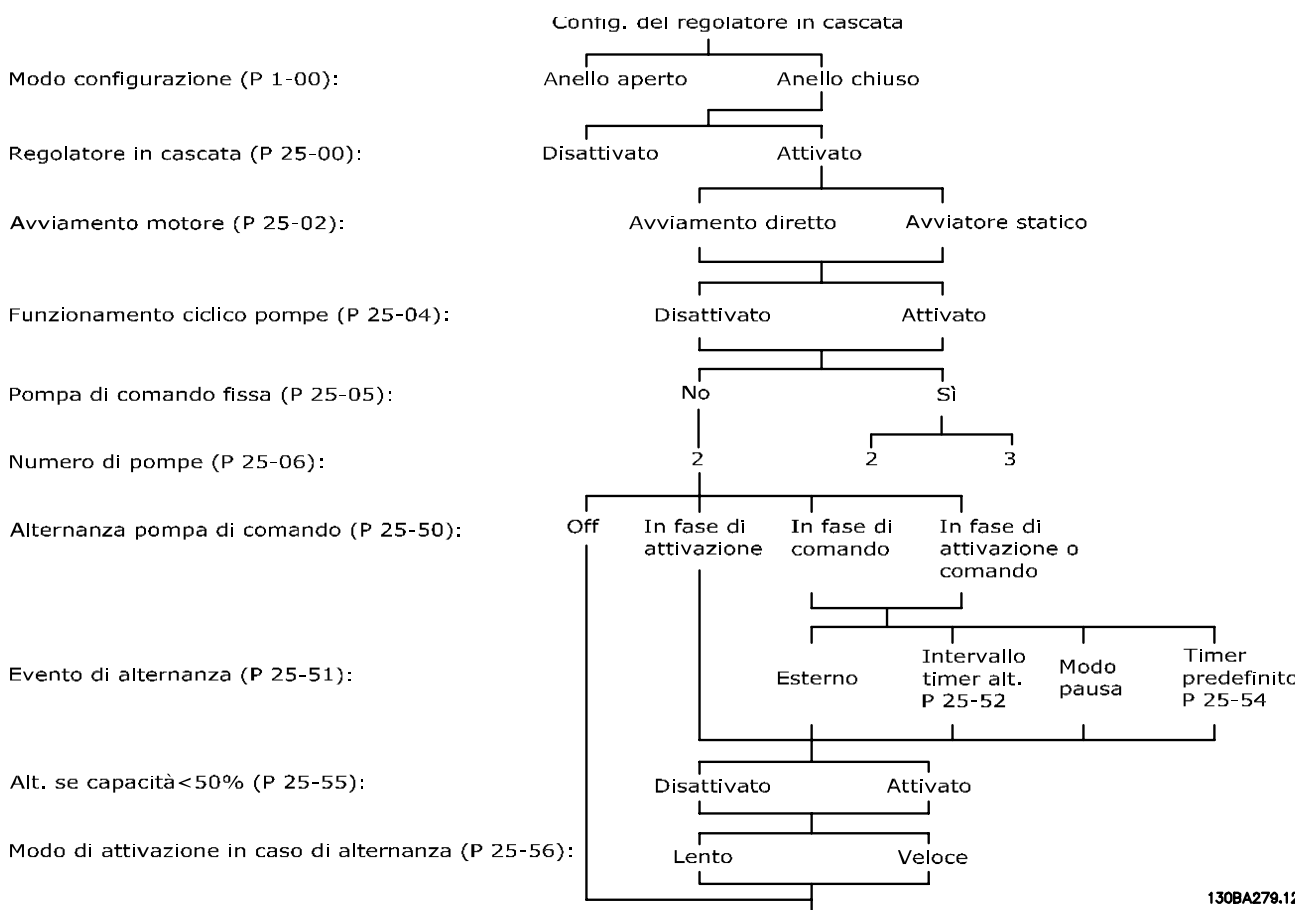 Config. del regolatore in cascata
Modo configurazione (P 1-00):
Anello aperto
Anello chiuso
Regolatore in cascata (P 25-00):
Disattivato
Attivato
Avviamento motore (P 25-02):
Avviamento diretto
Avviatore statico
Funzionamento ciclico pompe (P 25-04):
Disattivato
Attivato
Pompa di comando fissa (P 25-05):
No
Sì
Numero di pompe (P 25-06):
2
2
3
Alternanza pompa di comando (P 25-50):
Off
In fase di
attivazione
In fase di
comando
In fase di
attivazione o
comando
Evento di alternanza (P 25-51):
Esterno
Intervallo
timer alt.
P 25-52
Modo
pausa
Timer
predefinito
P 25-54
Alt. se capacità<50% (P 25-55):
Disattivato
Attivato
Modo di attivazione in caso di alternanza (P 25-56):
Lento
Veloce
130BA279.12